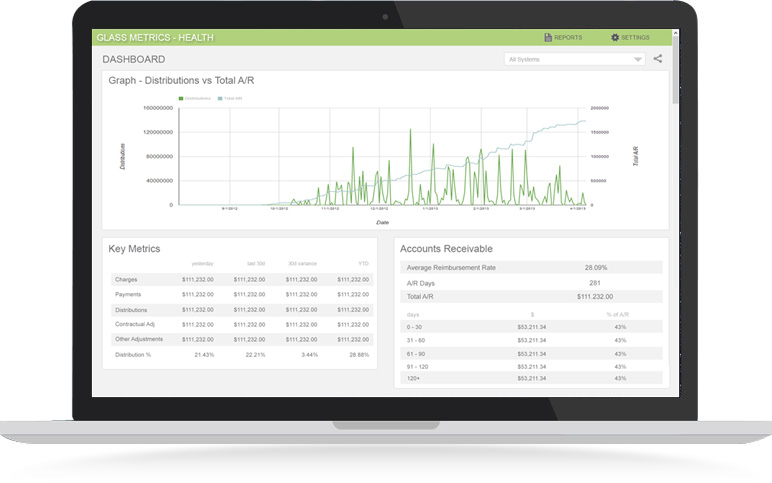 GLASS METRICS - HEALTH REPORTS SETTINGS
DASHBOARD All Systems
Graph - Distributions vs Total A/R
Distributions Total A/R
160000000 2000000
120000000 1500000
80000000 1000000
40000000 500000
0 0
Distributions
Total A/R
9/1/2012 10/1/2012 11/1/2012 12/1/2012 1/1/2013 2/1/2013 3/1/2013 4/1/2013
Date
Key Metrics
yesterday last 30d 30d variance YTD
Charges $111,232.00 $111,232.00 $111,232.00 $111,232.00
Payments $111,232.00 $111,232.00 $111,232.00 $111,232.00
Distributions $111,232.00 $111,232.00 $111,232.00 $111,232.00
Contractual Adj $111,232.00 $111,232.00 $111,232.00 $111,232.00
Other Adjustments $111,232.00 $111,232.00 $111,232.00 $111,232.00
Distribution % 21.43% 22.21% 3.44% 28.88%
Accounts Receivable
Average Reimbursement Rate 28.09%
A/R Days 281
Total A/R $111,232.00
days $ % of A/R
0 - 30 $53,211.34 43%
31 - 60 $53,211.34 43%
61 - 90 $53,211.34 43%
91 - 120 $53,211.34 43%
120+ $53,211.34 43%